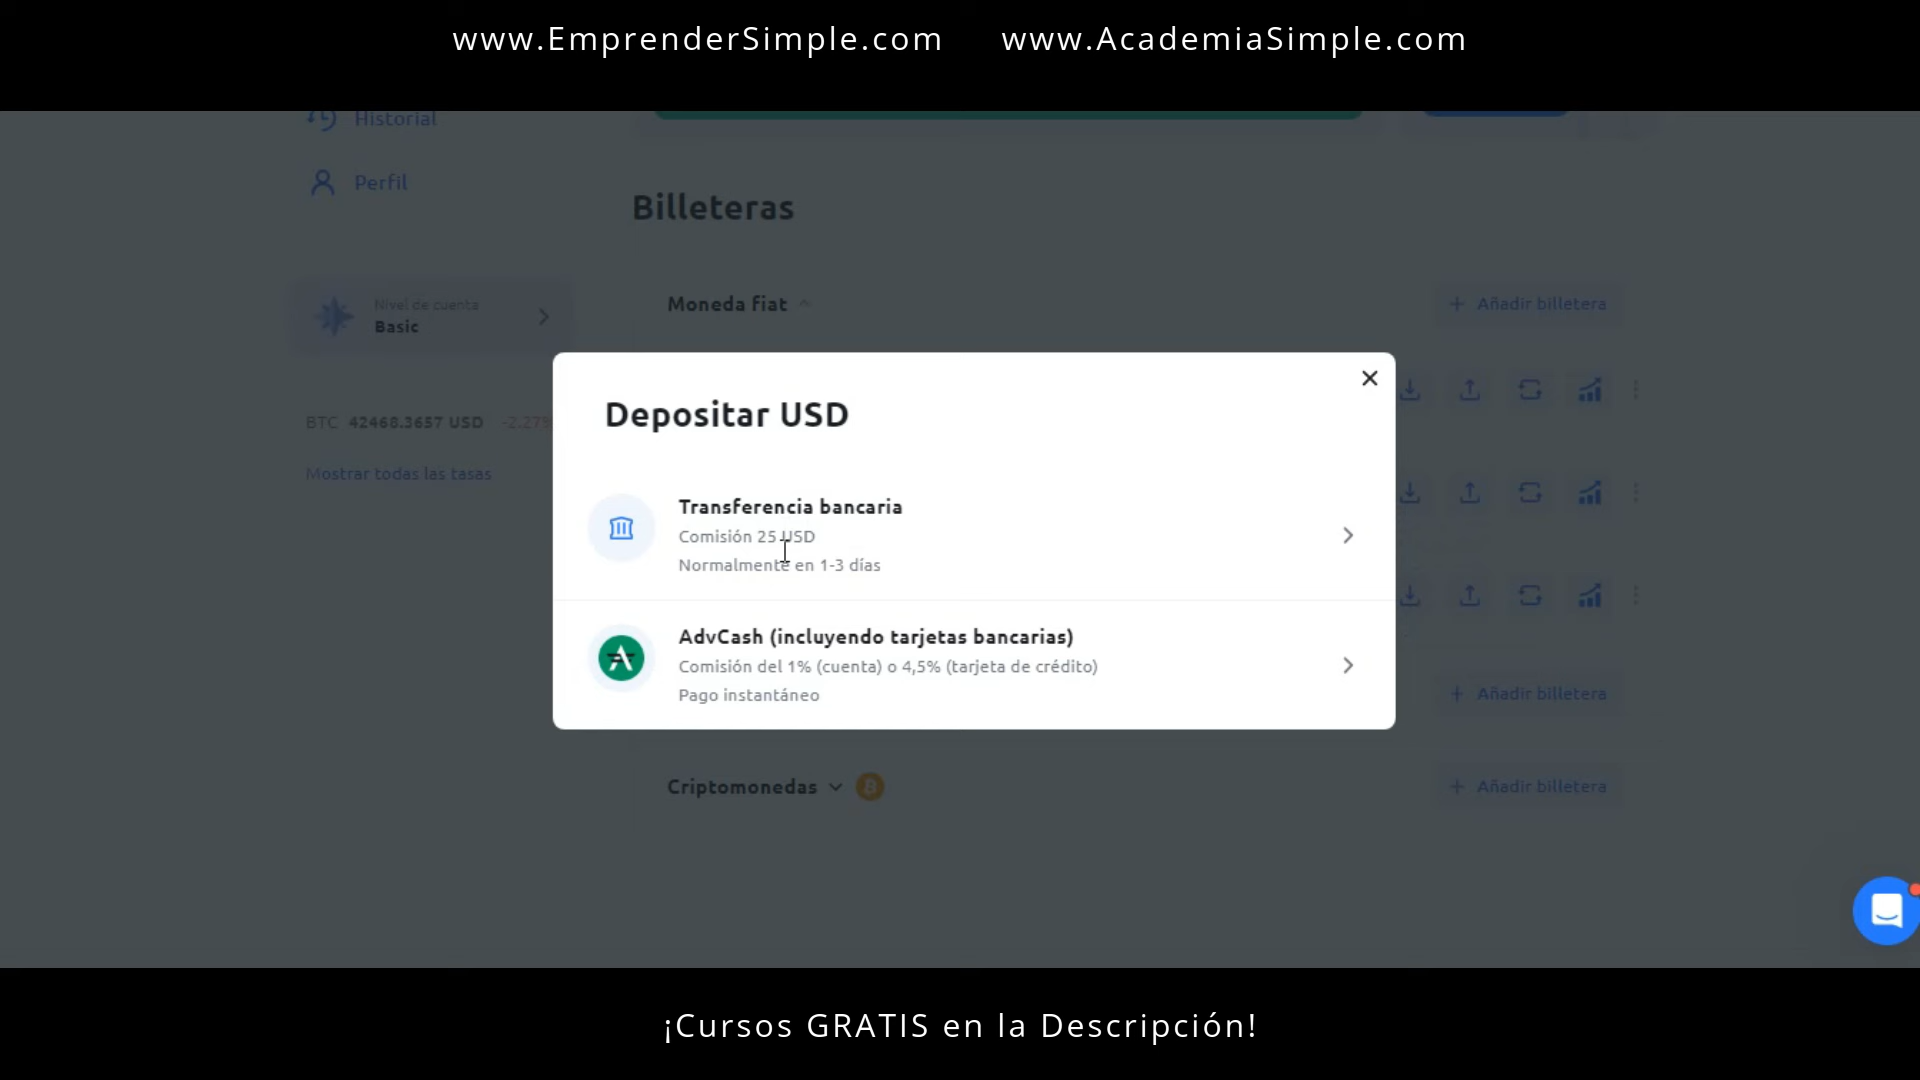 www.EmprenderSimple.com www.AcademiaSimple.com
Historial
Perfil
Billeteras
Nivel de cuenta
Basic
Moneda fiat
+ Añadir billetera
BTC 42468.3657 USD
Mostrar todas las tasas
Depositar USD
Transferencia bancaria
Comisión 25 USD
Normalmente en 1-3 días
AdvCash (incluyendo tarjetas bancarias)
Comisión del 1% (cuenta) o 4,5% (tarjeta de crédito)
Pago instantáneo
+ Añadir billetera
Criptomonedas
+ Añadir billetera
¡Cursos GRATIS en la Descripción!